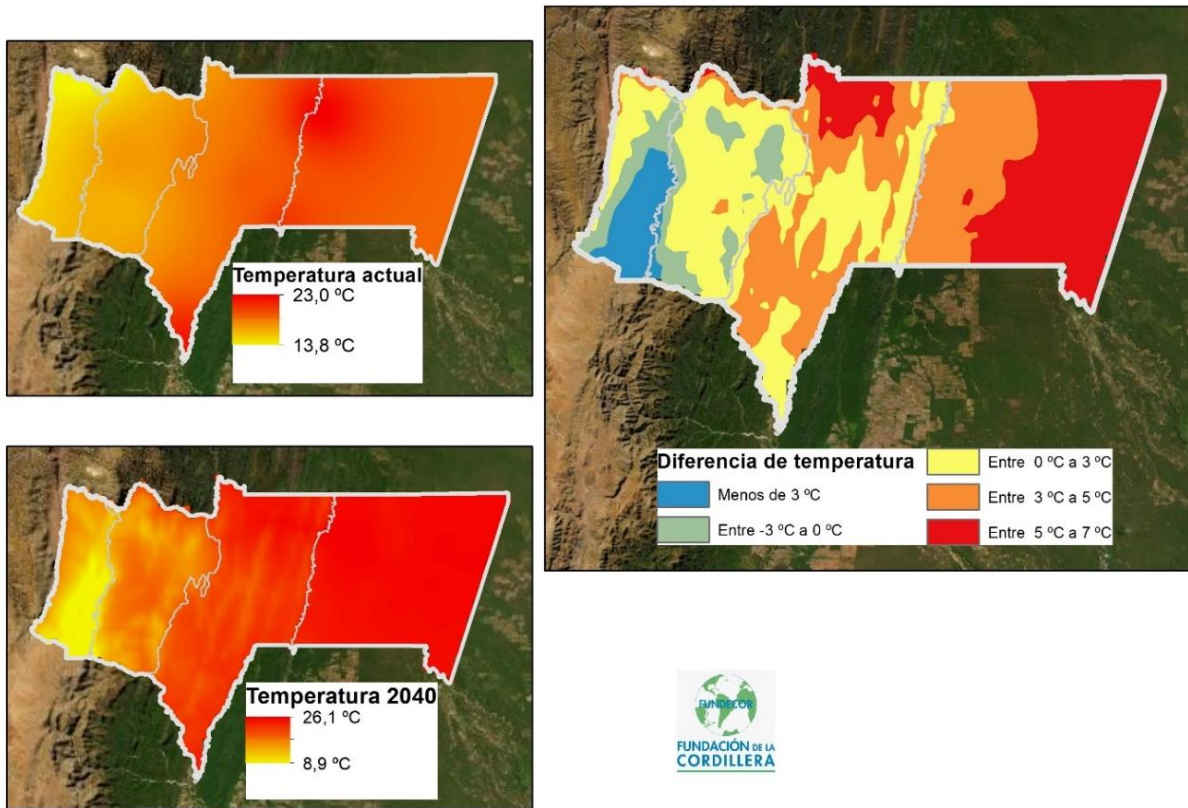 Temperatura actual
23,0 ºC
13,8 ºC
Diferencia de temperatura
Menos de 3 ºC
Entre -3 ºC a 0 ºC
Entre 0 ºC a 3 ºC
Entre 3 ºC a 5 ºC
Entre 5 ºC a 7 ºC
Temperatura 2040
26,1 ºC
8,9 ºC
FUNDECOR
FUNDACIÓN DE LA
CORDILLERA